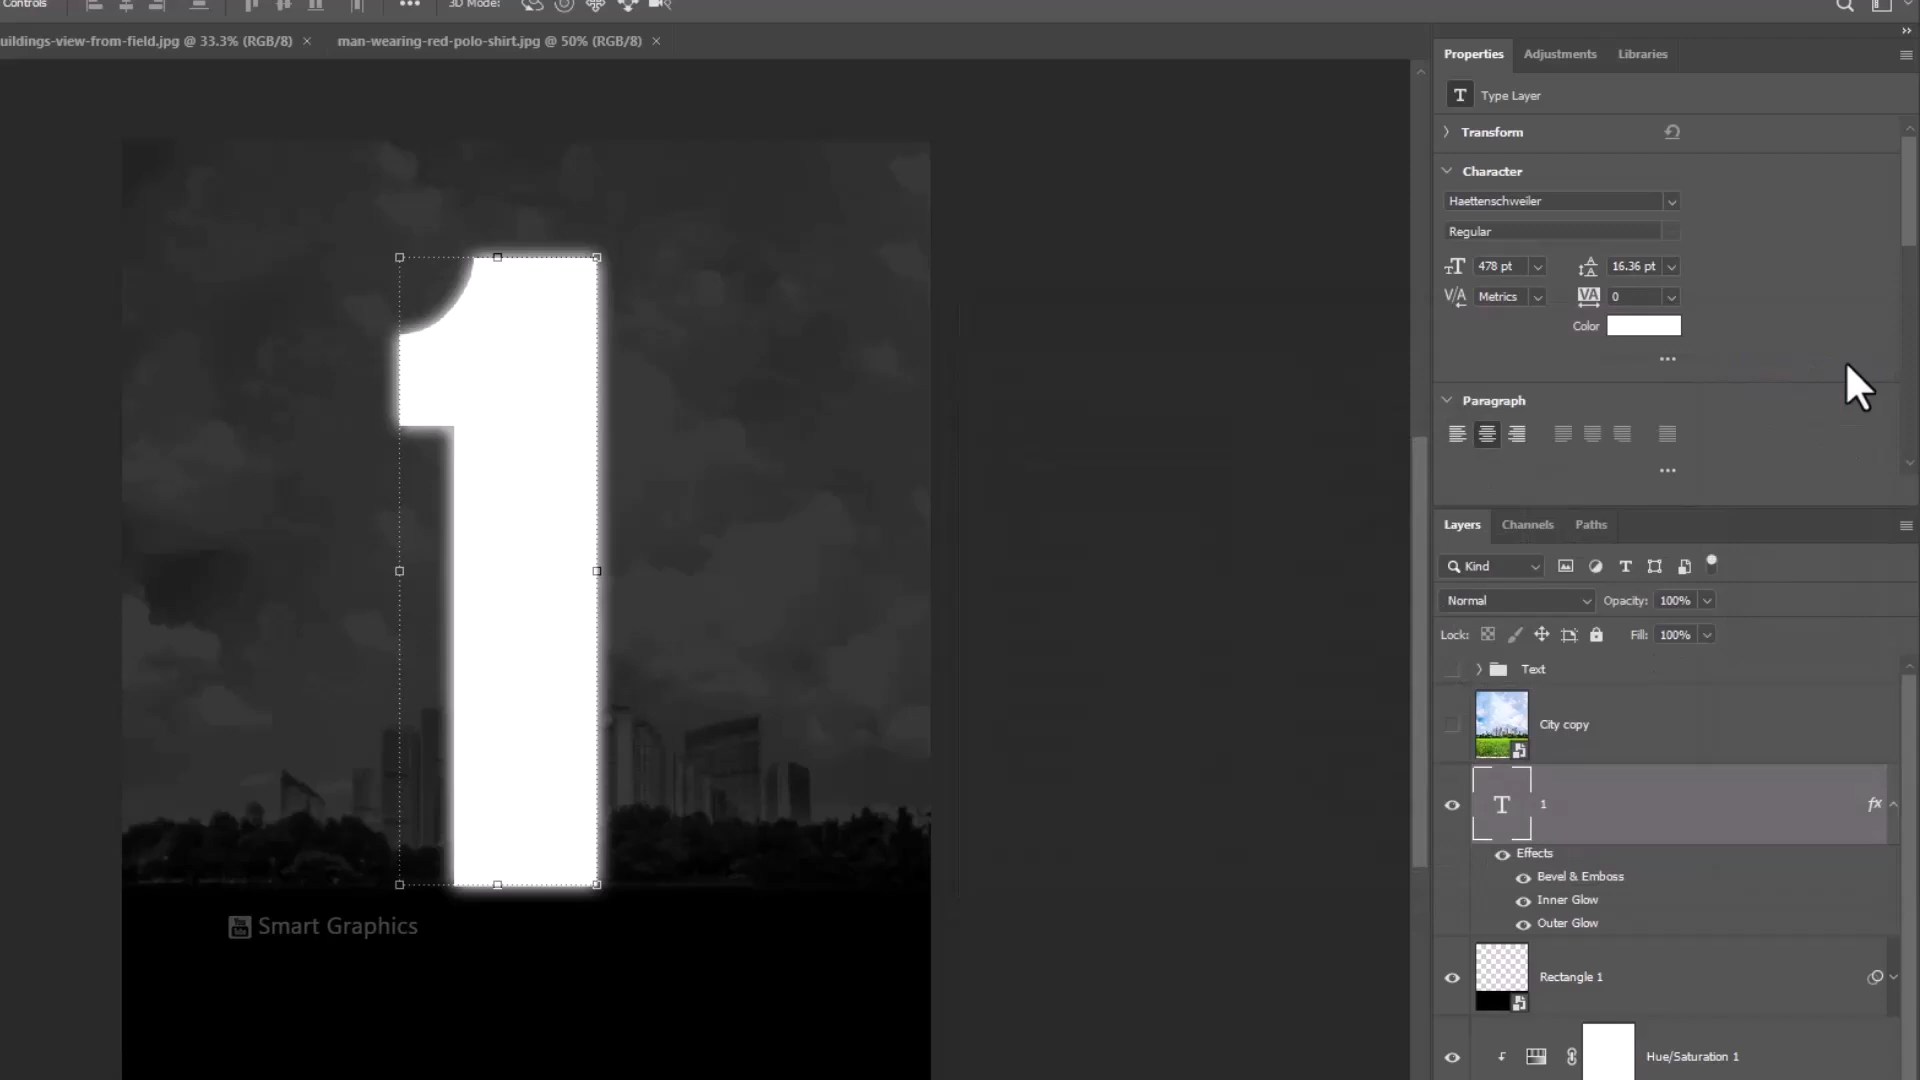 Controls
3D Mode:
uildings-view-from-field.jpg @ 33.3% (RGB/8) ×
man-wearing-red-polo-shirt.jpg @ 50% (RGB/8) ×
Properties
Adjustments
Libraries
T Type Layer
Transform
Character
Haettenschweiler
Regular
478 pt
16.36 pt
Metrics
0
Color
Paragraph
1
Smart Graphics
Layers
Channels
Paths
Kind
Normal
Opacity: 100%
Lock:
Fill: 100%
Text
City copy
T 1 fx
Effects
Bevel & Emboss
Inner Glow
Outer Glow
Rectangle 1
Hue/Saturation 1